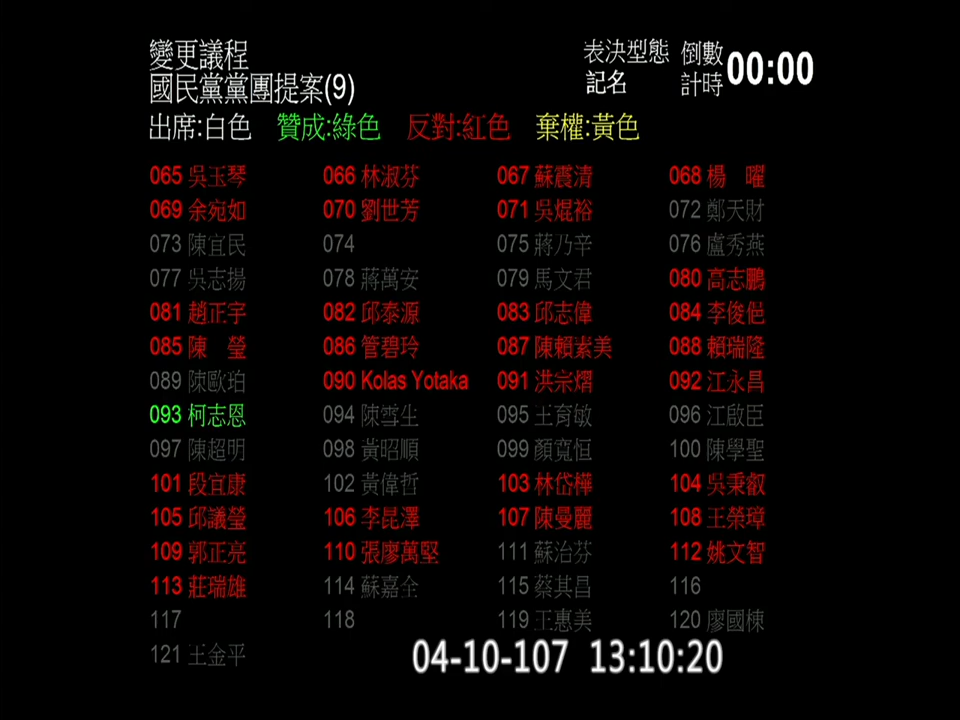 變更議程
國民黨黨團提案(9)
表決型態 記名
倒數計時 00:00
出席:白色 贊成:綠色 反對:紅色 棄權:黃色
065 吳玉琴 066 林淑芬 067 蘇震清 068 楊 曜
069 余宛如 070 劉世芳 071 吳焜裕 072 鄭天財
073 陳宜民 074 075 蔣乃辛 076 盧秀燕
077 吳志揚 078 蔣萬安 079 馬文君 080 高志鵬
081 趙正宇 082 邱泰源 083 邱志偉 084 李俊俋
085 陳 瑩 086 管碧玲 087 陳賴素美 088 賴瑞隆
089 陳歐珀 090 Kolas Yotaka 091 洪宗熠 092 江永昌
093 柯志恩 094 陳雪生 095 王育敏 096 江啟臣
097 陳超明 098 黃昭順 099 顏寬恒 100 陳學聖
101 段宜康 102 黃偉哲 103 林岱樺 104 吳秉叡
105 邱議瑩 106 李昆澤 107 陳曼麗 108 王榮璋
109 郭正亮 110 張廖萬堅 111 蘇治芬 112 姚文智
113 莊瑞雄 114 蘇嘉全 115 蔡其昌 116
117 118 119 王惠美 120 廖國棟
121 王金平
04-10-107 13:10:20